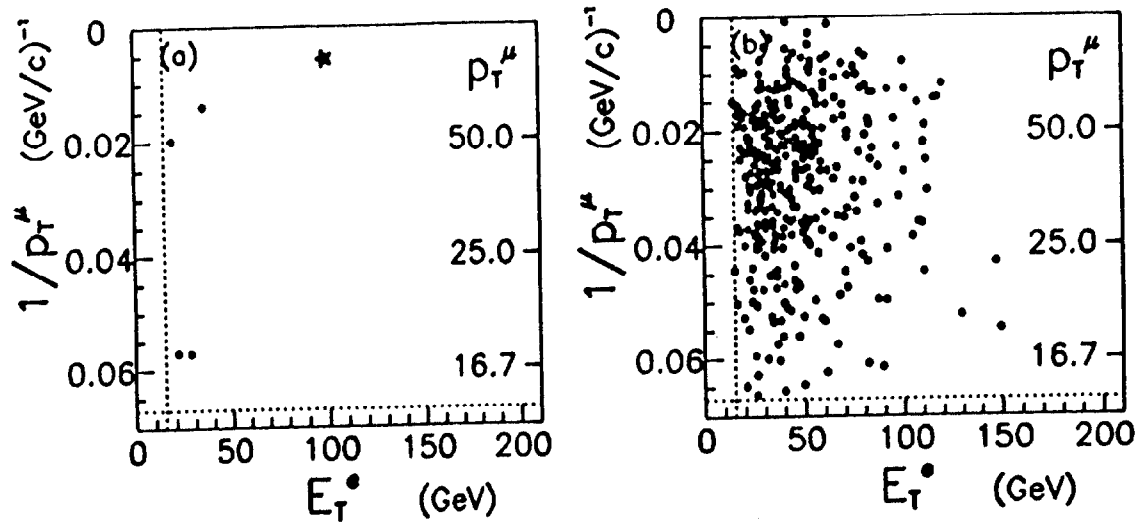 (a)
1/p_T^μ (GeV/c)^-1
0
0.02
0.04
0.06
p_T^μ
50.0
25.0
16.7
0 50 100 150 200
E_T^e (GeV)
(b)
1/p_T^μ (GeV/c)^-1
0
0.02
0.04
0.06
p_T^μ
50.0
25.0
16.7
0 50 100 150 200
E_T^e (GeV)